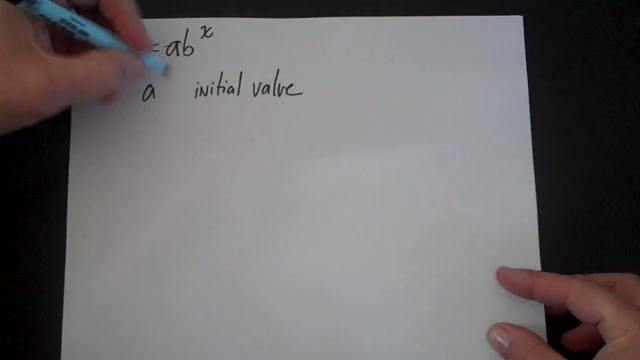 = ab^x
a initial value